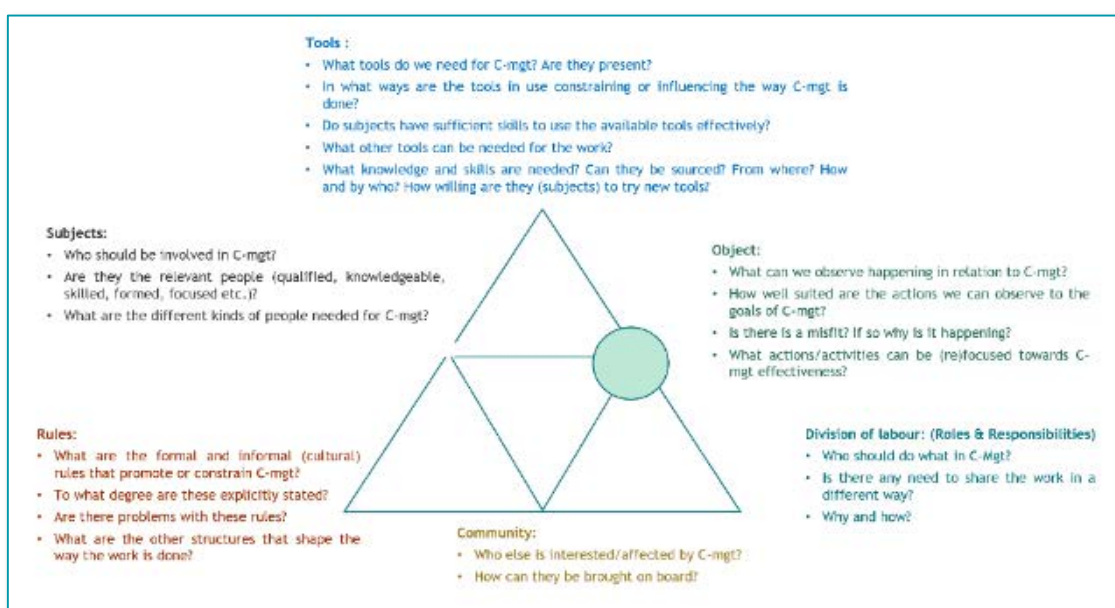 Tools :
• What tools do we need for C-mgt? Are they present?
• In what ways are the tools in use constraining or influencing the way C-mgt is
done?
• Do subjects have sufficient skills to use the available tools effectively?
• What other tools can be needed for the work?
• What knowledge and skills are needed? Can they be sourced? From where? How
and by who? How willing are they (subjects) to try new tools?
Subjects:
• Who should be involved in C-mgt?
• Are they the relevant people (qualified, knowledgeable,
skilled, formed, focused etc.)?
• What are the different kinds of people needed for C-mgt?
Object:
• What can we observe happening in relation to C-mgt?
• How well suited are the actions we can observe to the
goals of C-mgt?
• Is there is a misfit? If so why is it happening?
• What actions/activities can be (re)focused towards C-
mgt effectiveness?
Rules:
• What are the formal and informal (cultural)
rules that promote or constrain C-mgt?
• To what degree are these explicitly stated?
• Are there problems with these rules?
• What are the other structures that shape the
way the work is done?
Division of labour: (Roles & Responsibilities)
• Who should do what in C-Mgt?
• Is there any need to share the work in a
different way?
• Why and how?
Community:
• Who else is interested/affected by C-mgt?
• How can they be brought on board?